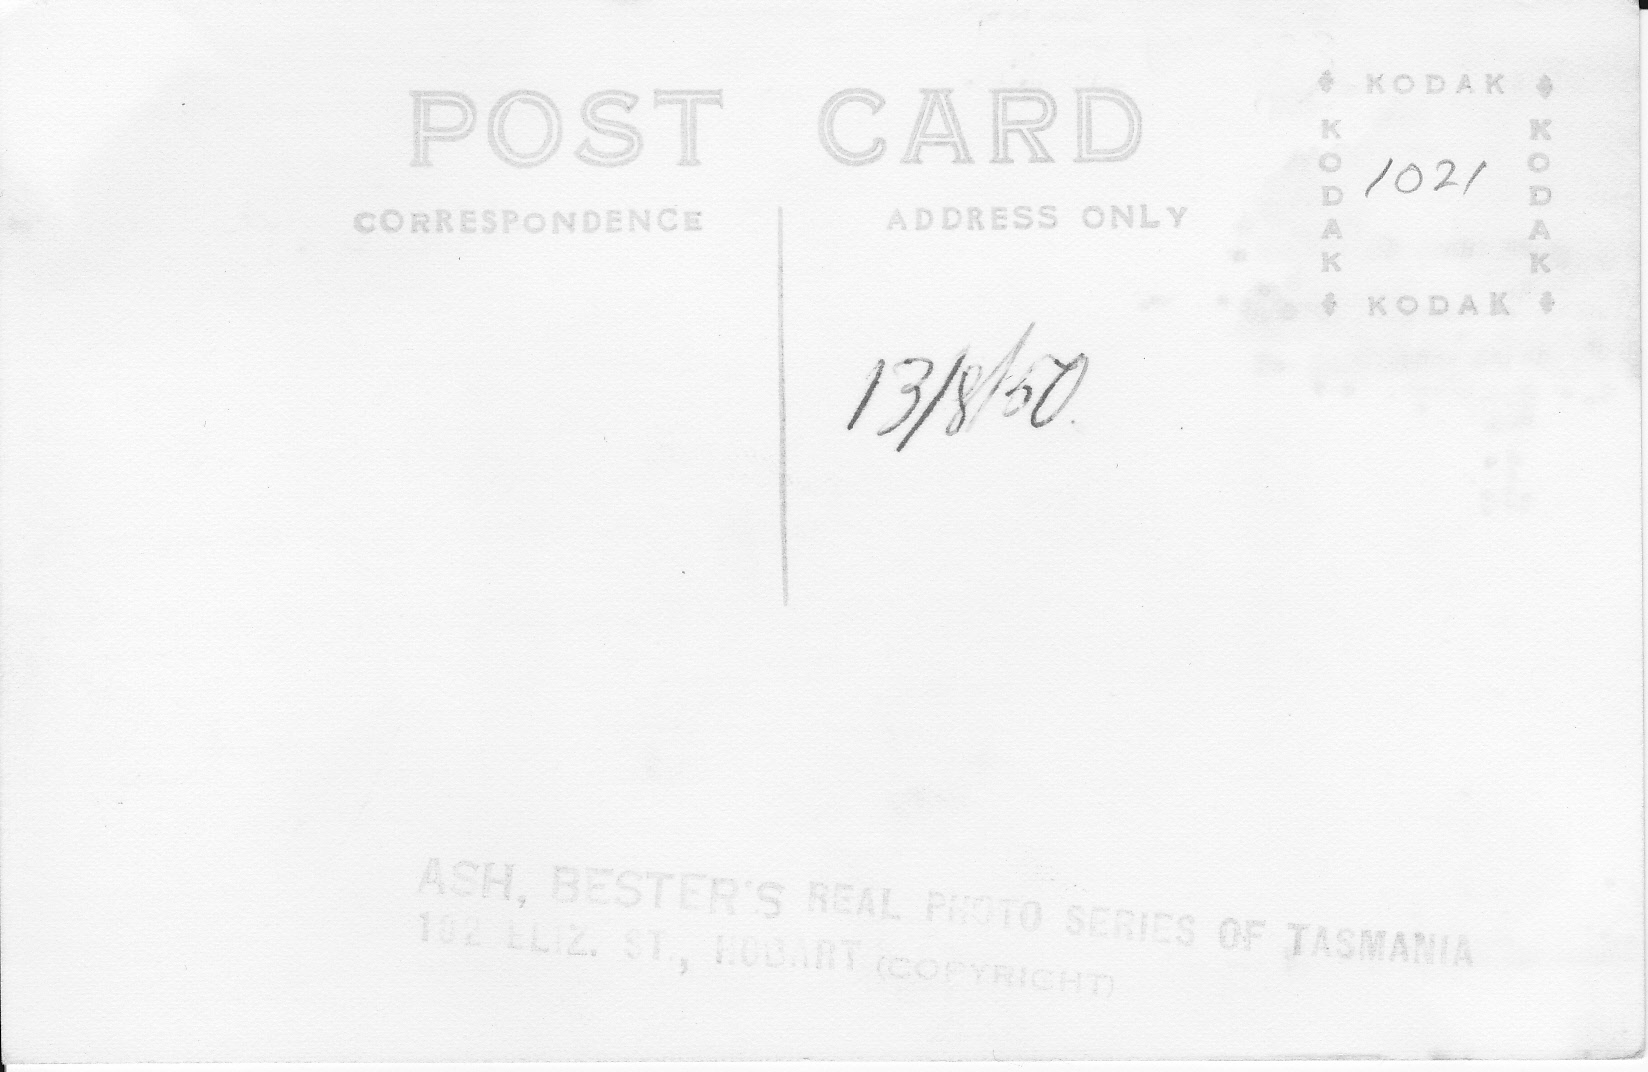 POST CARD
CORRESPONDENCE
ADDRESS ONLY
KODAK
KODAK
KODAK
KODAK
1021
13/8/50.
ASH, BESTER'S REAL PHOTO SERIES OF TASMANIA
182 ELIZ. ST., HOBART (COPYRIGHT)